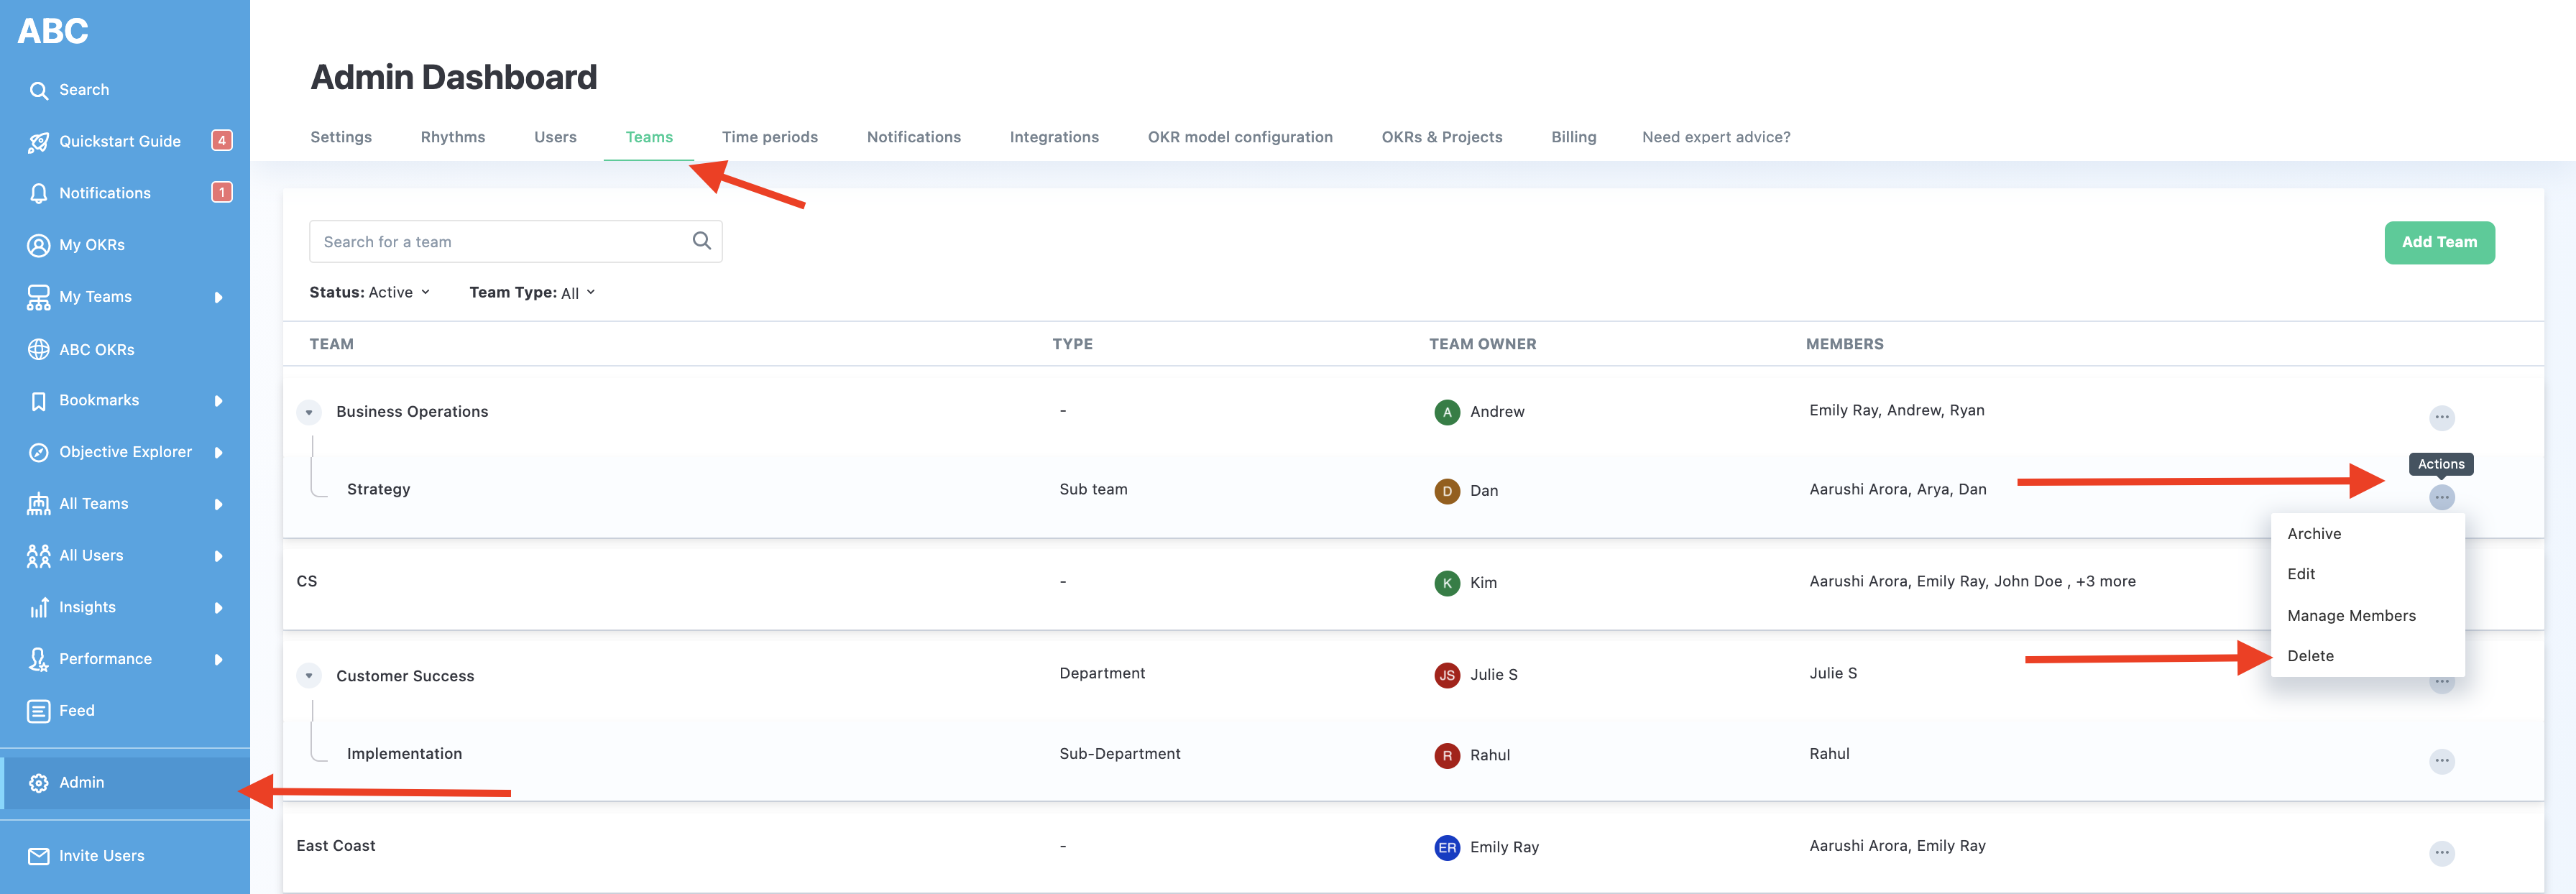 ABC
Search
Quickstart Guide 4
Notifications 1
My OKRs
My Teams
ABC OKRs
Bookmarks
Objective Explorer
All Teams
All Users
Insights
Performance
Feed
Admin
Invite Users
Admin Dashboard
Settings Rhythms Users Teams Time periods Notifications Integrations OKR model configuration OKRs & Projects Billing Need expert advice?
Search for a team
Add Team
Status: Active Team Type: All
TEAM TYPE TEAM OWNER MEMBERS
Business Operations - A Andrew Emily Ray, Andrew, Ryan
Actions
Strategy Sub team D Dan Aarushi Arora, Arya, Dan
Archive
Edit
Manage Members
Delete
CS - K Kim Aarushi Arora, Emily Ray, John Doe , +3 more
Customer Success Department JS Julie S Julie S
Implementation Sub-Department R Rahul Rahul
East Coast - ER Emily Ray Aarushi Arora, Emily Ray